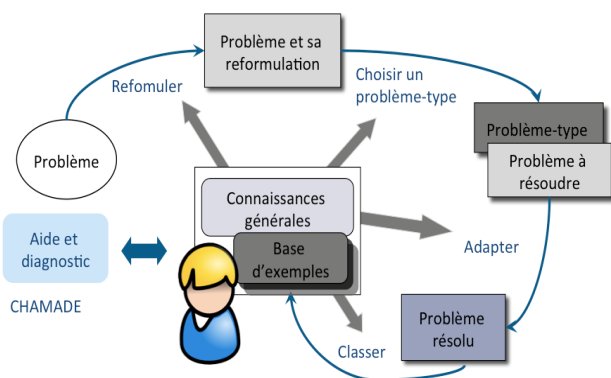 Problème et sa
reformulation
Refomuler
Choisir un
problème-type
Problème
Problème-type
Problème à
résoudre
Connaissances
générales
Aide et
diagnostic
Base
d'exemples
Adapter
CHAMADE
Problème
résolu
Classer